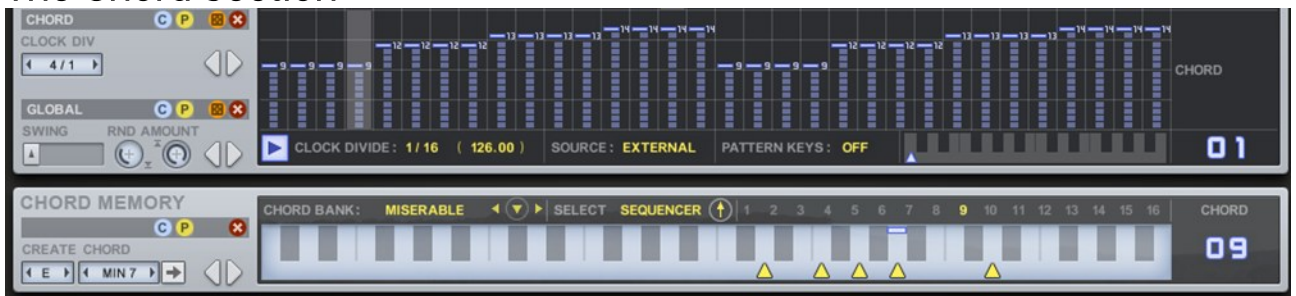 CHORD C P
CLOCK DIV
4/1
9 9 9 9 12 12 12 12 13 13 13 14 14 14 14 9 9 9 9 12 12 12 12 13 13 13 13 14 14 14 14
CHORD
GLOBAL C P
SWING RND AMOUNT
CLOCK DIVIDE: 1/16 ( 126.00 ) SOURCE: EXTERNAL PATTERN KEYS: OFF
01
CHORD MEMORY
C P
CREATE CHORD
E MIN 7
CHORD BANK: MISERABLE SELECT SEQUENCER 1 2 3 4 5 6 7 8 9 10 11 12 13 14 15 16
CHORD
09